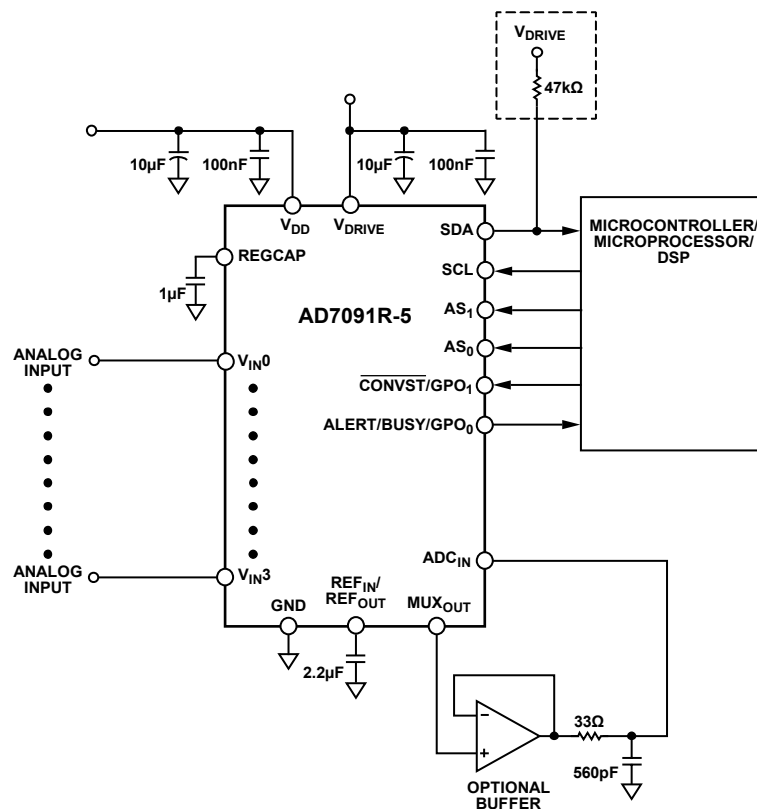 VDRIVE
47kΩ
10µF
100nF
10µF
100nF
VDD
VDRIVE
REGCAP
1µF
AD7091R-5
SDA
SCL
AS1
AS0
CONVST/GPO1
ALERT/BUSY/GPO0
MICROCONTROLLER/
MICROPROCESSOR/
DSP
ANALOG
INPUT
VIN0
ANALOG
INPUT
VIN3
GND
REFIN/
REFOUT
MUXOUT
ADCIN
2.2µF
33Ω
560pF
OPTIONAL
BUFFER